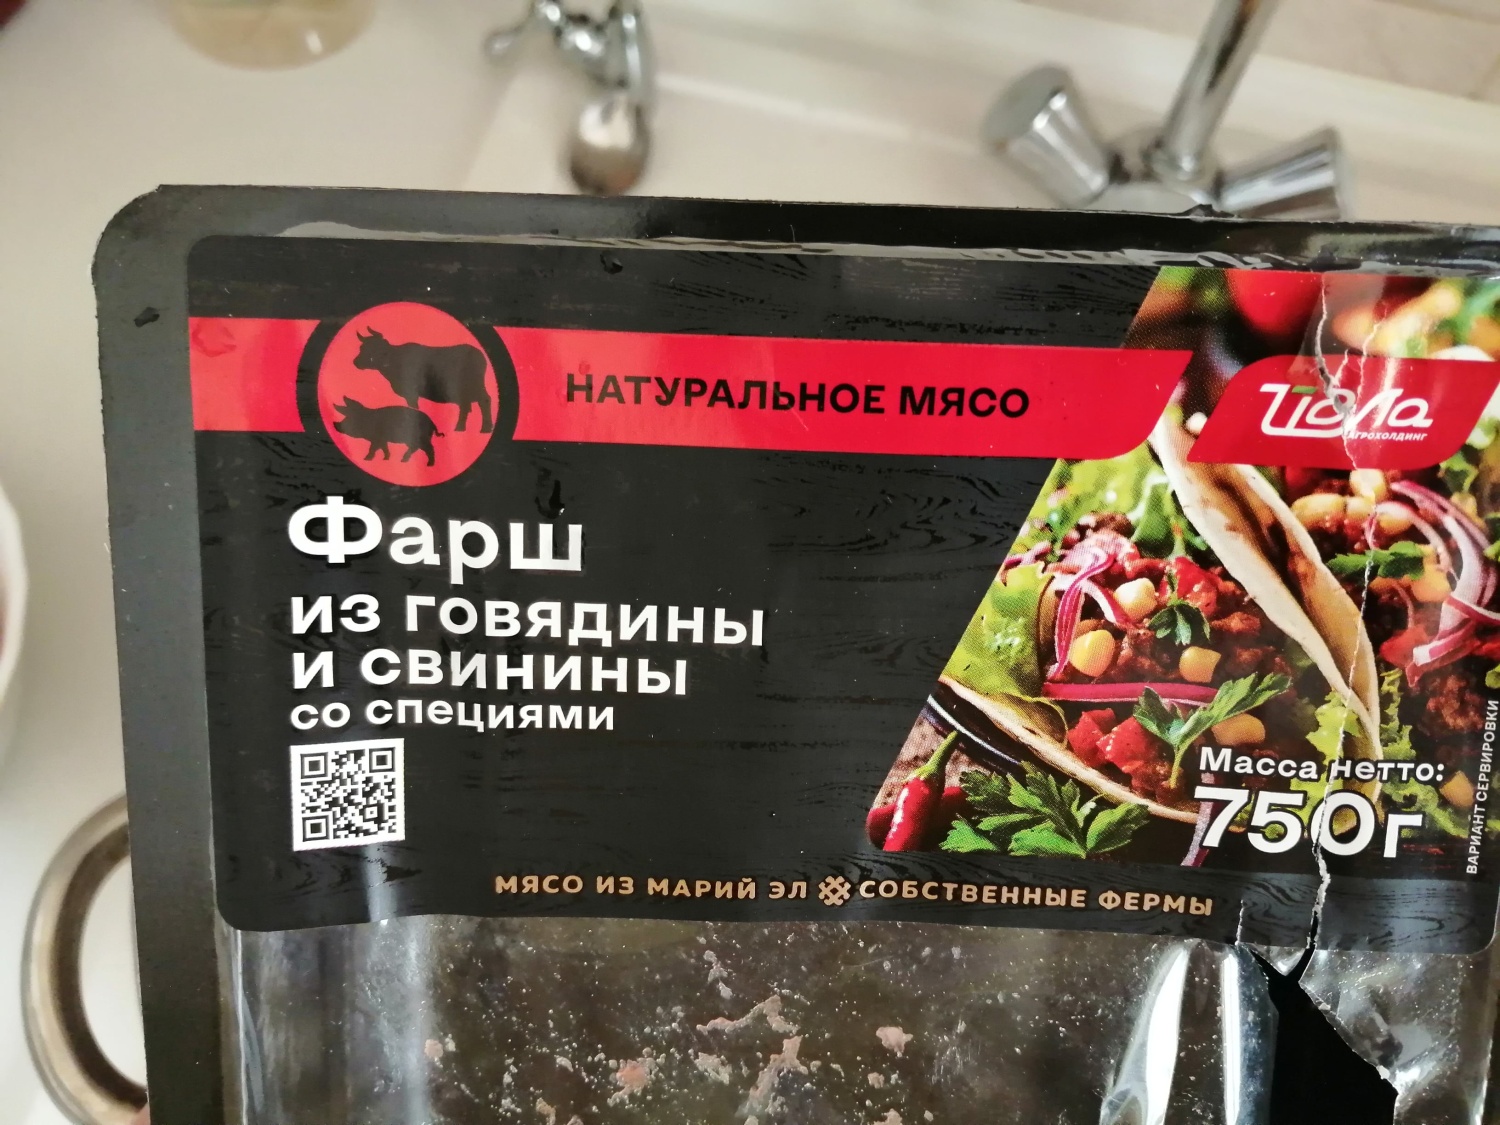 НАТУРАЛЬНОЕ МЯСО
Йола
АГРОХОЛДИНГ
Фарш
из говядины
и свинины
со специями
Масса нетто:
750г
ВАРИАНТ СЕРВИРОВКИ
МЯСО ИЗ МАРИЙ ЭЛ СОБСТВЕННЫЕ ФЕРМЫ